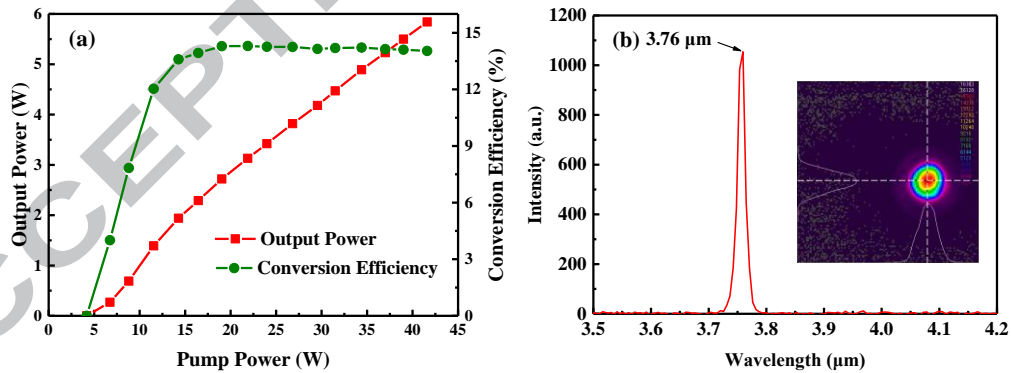 CCEPT
(a)
Output Power (W)
6
5
4
3
2
1
0
Output Power
Conversion Efficiency
15
12
9
6
3
0
Conversion Efficiency (%)
0 5 10 15 20 25 30 35 40 45
Pump Power (W)
(b)
3.76 μm
Intensity (a.u.)
1200
1000
800
600
400
200
0
3.5 3.6 3.7 3.8 3.9 4.0 4.1 4.2
Wavelength (μm)